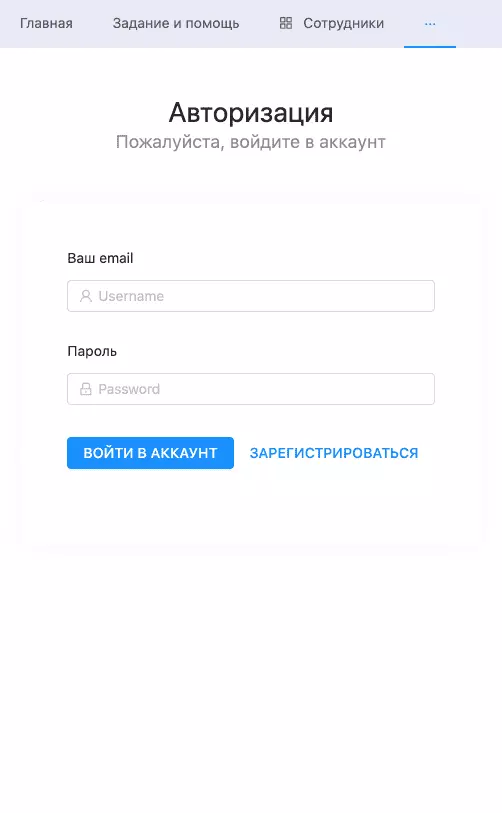 Главная Задание и помощь Сотрудники ...
Авторизация
Пожалуйста, войдите в аккаунт
Ваш email
Username
Пароль
Password
ВОЙТИ В АККАУНТ ЗАРЕГИСТРИРОВАТЬСЯ